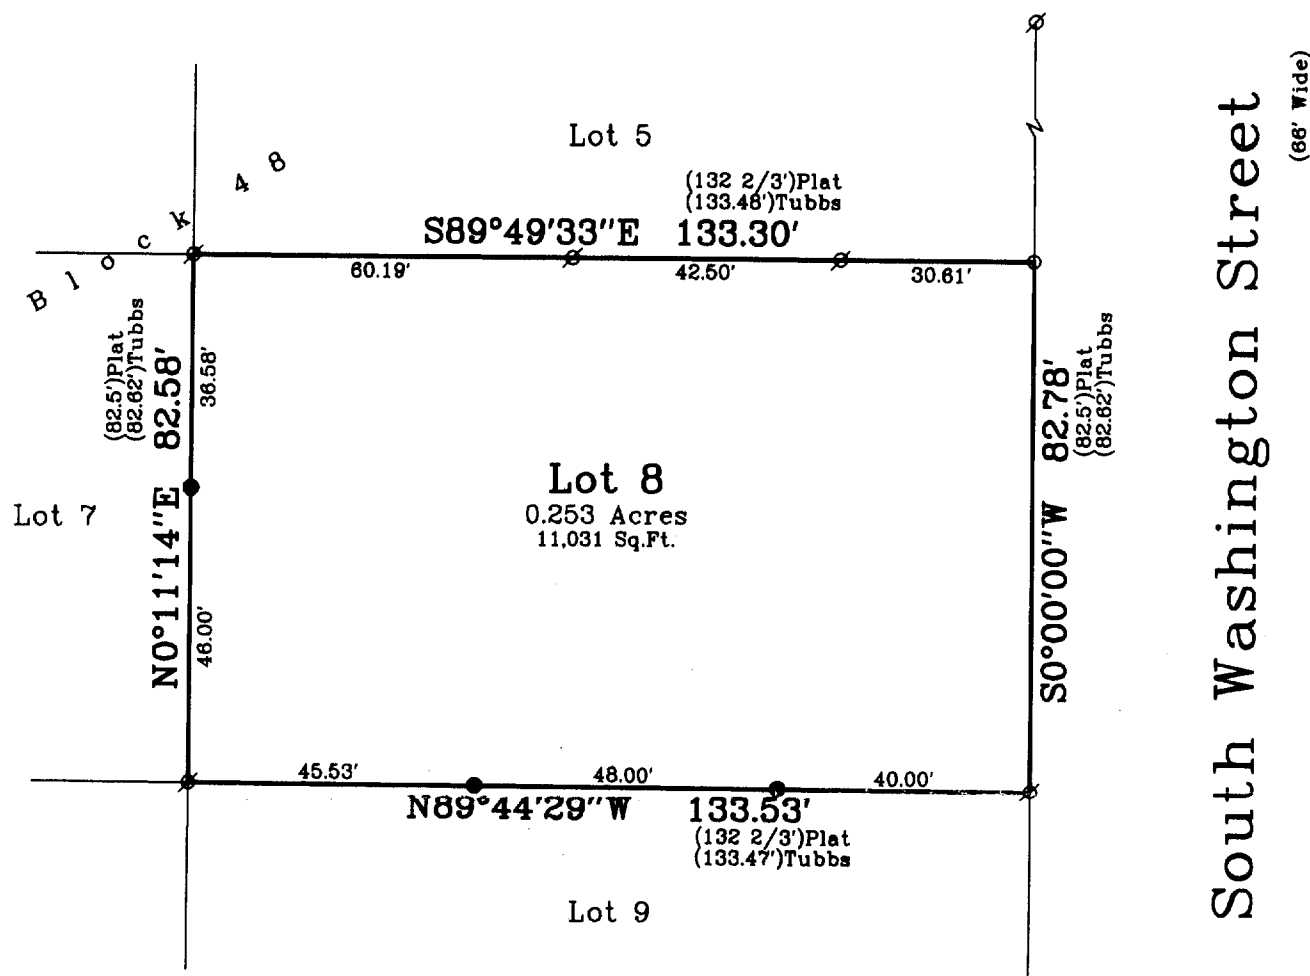 (66' Wide)
South Washington Street
Lot 5
Block 48
(132 2/3')Plat
(133.48')Tubbs
S89°49'33"E 133.30'
60.19'
42.50'
30.61'
(82.5')Plat
(82.62')Tubbs
N0°11'14"E 82.58'
36.58'
46.00'
Lot 7
Lot 8
0.253 Acres
11,031 Sq.Ft.
S0°00'00"W 82.78'
(82.5')Plat
(82.62')Tubbs
45.53'
48.00'
40.00'
N89°44'29"W 133.53'
(132 2/3')Plat
(133.47')Tubbs
Lot 9